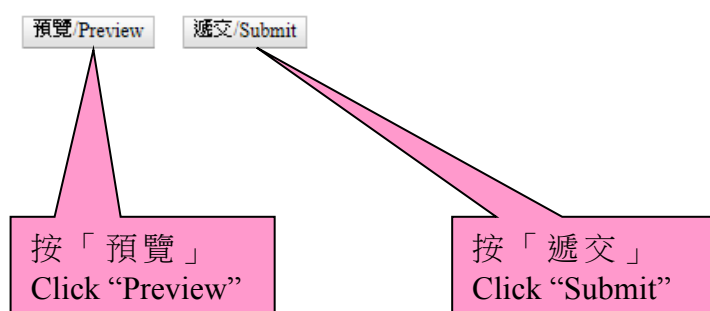 預覽/Preview
遞交/Submit
按「預覽」
Click “Preview”
按「遞交」
Click “Submit”